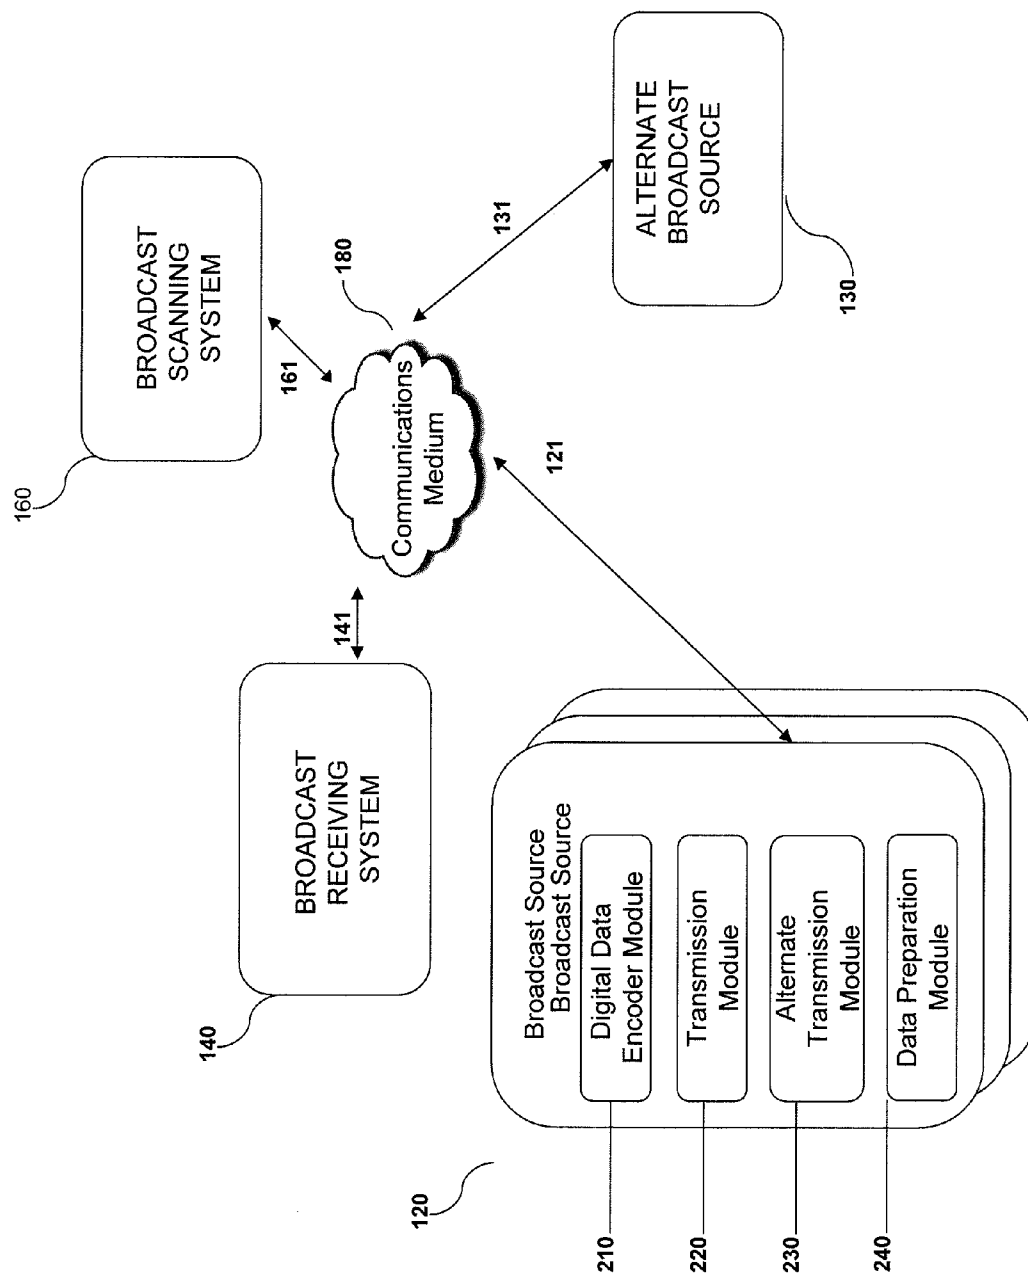 160
BROADCAST
SCANNING
SYSTEM
161
140
BROADCAST
RECEIVING
SYSTEM
141
180
Communications
Medium
131
121
ALTERNATE
BROADCAST
SOURCE
130
120
Broadcast Source
Broadcast Source
210
Digital Data
Encoder Module
220
Transmission
Module
230
Alternate
Transmission
Module
240
Data Preparation
Module